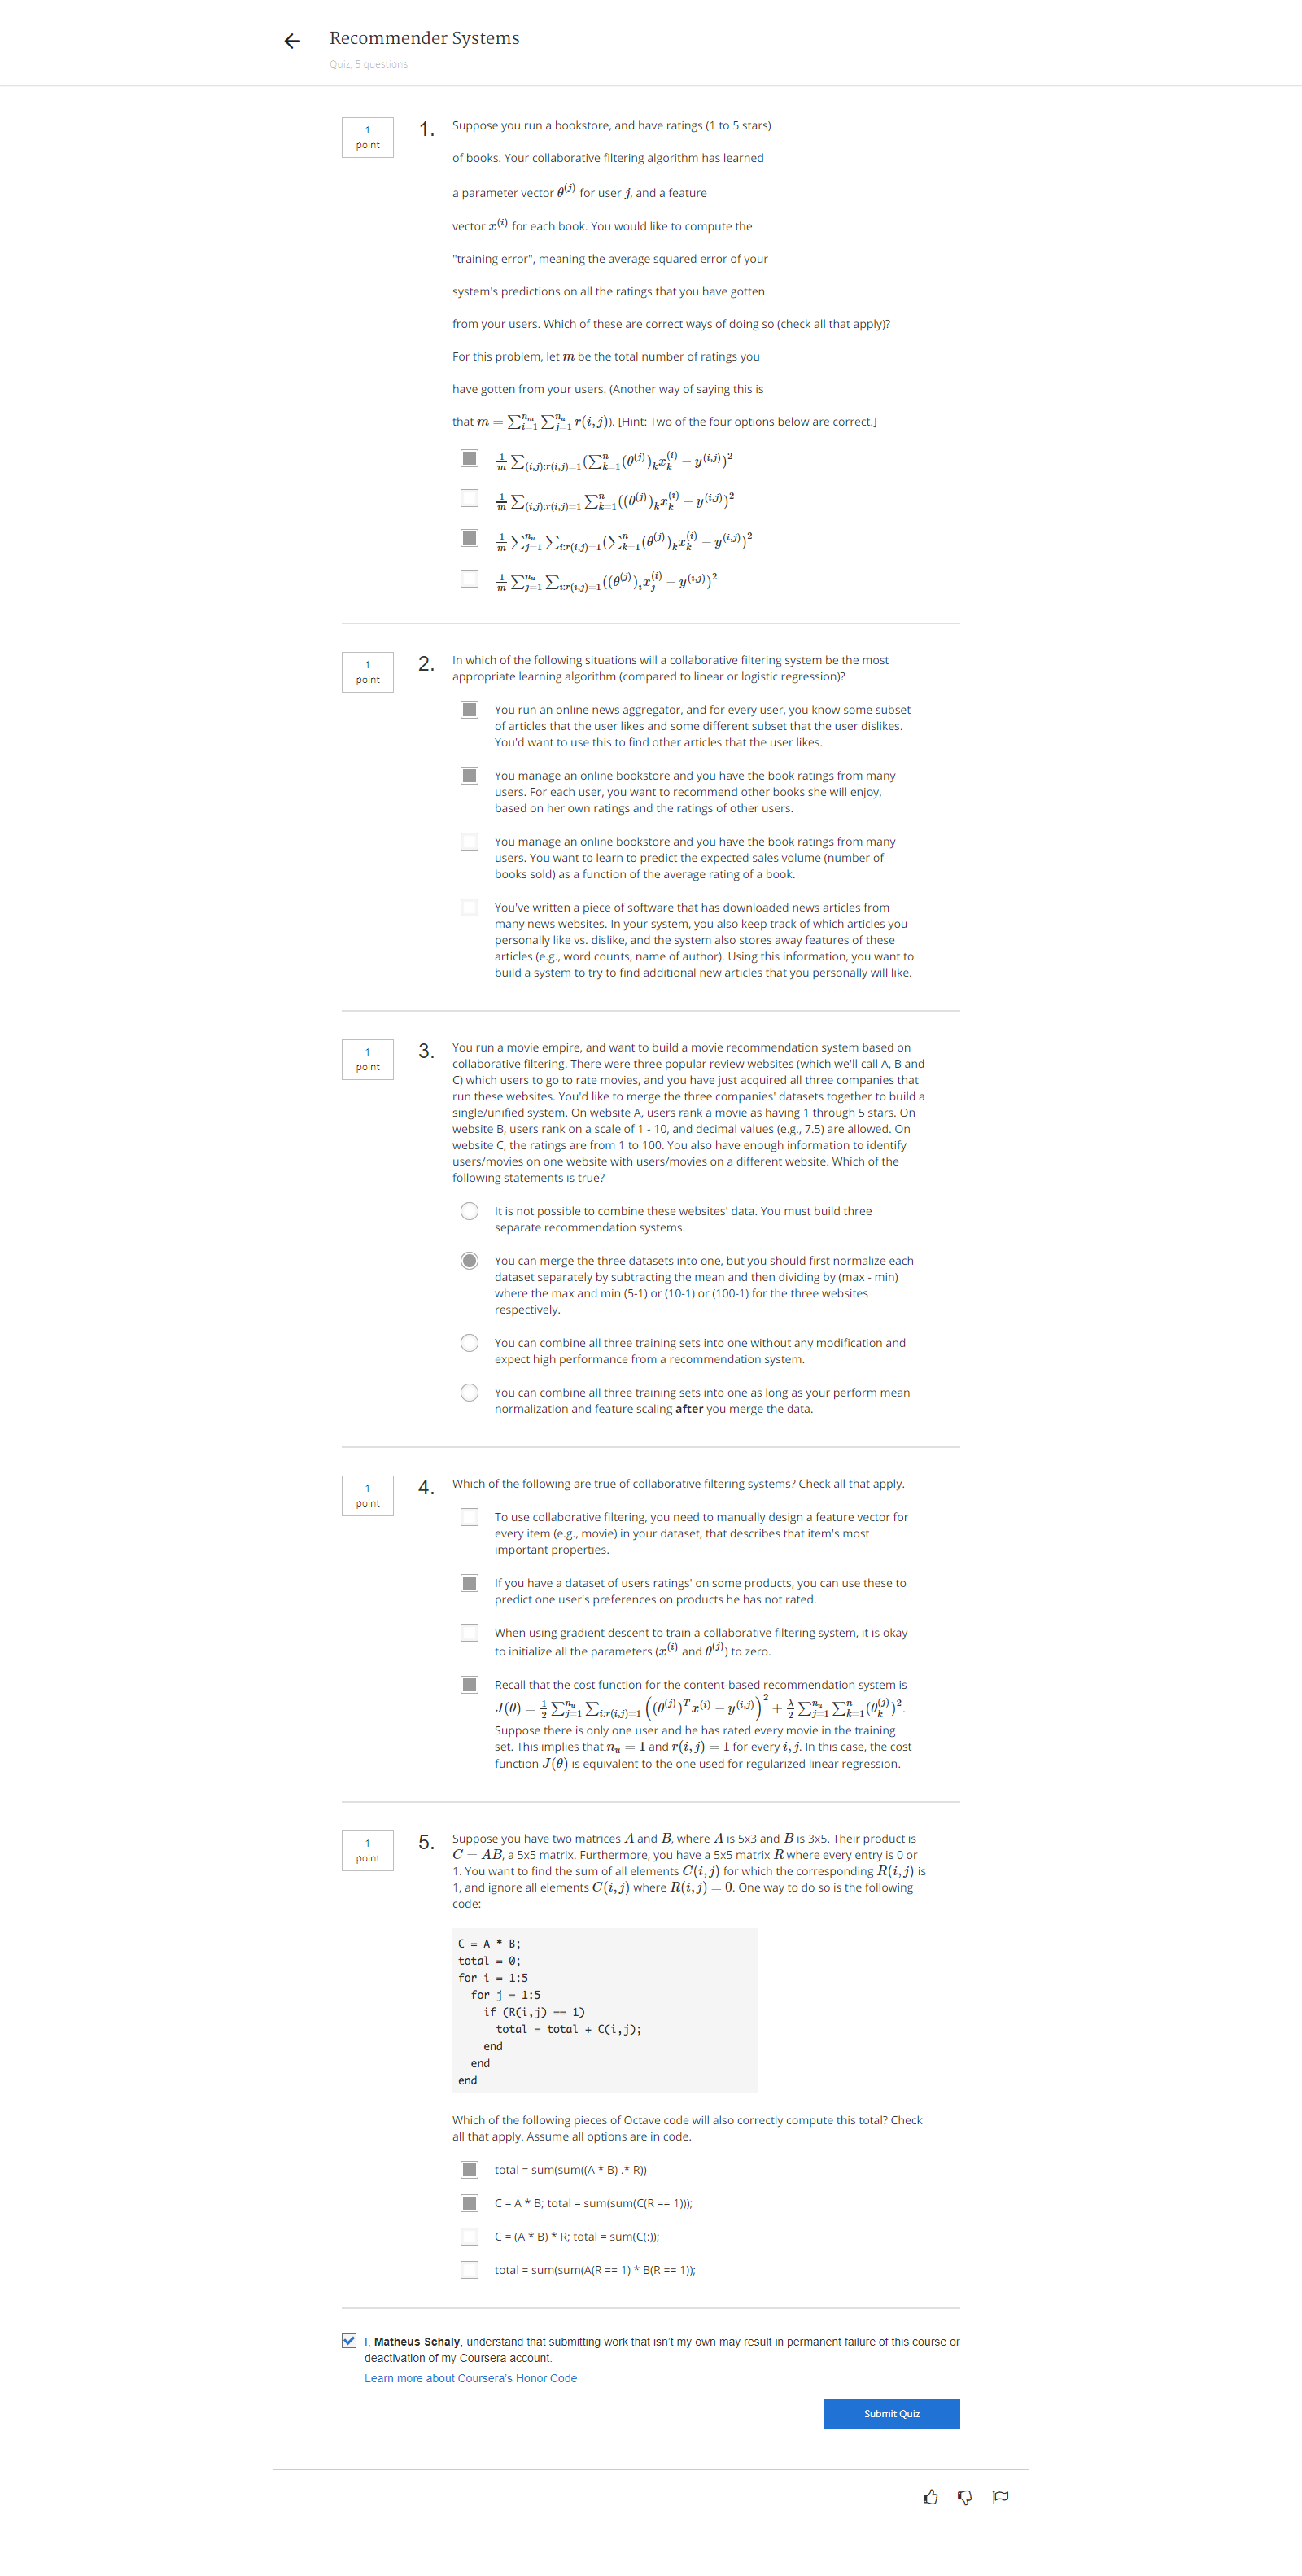 Recommender Systems
Quiz, 5 questions
1
point
1.
Suppose you run a bookstore, and have ratings (1 to 5 stars)
of books. Your collaborative filtering algorithm has learned
a parameter vector θ^(j) for user j, and a feature
vector x^(i) for each book. You would like to compute the
"training error", meaning the average squared error of your
system's predictions on all the ratings that you have gotten
from your users. Which of these are correct ways of doing so (check all that apply)?
For this problem, let m be the total number of ratings you
have gotten from your users. (Another way of saying this is
that m = ∑_{i=1}^{n_m} ∑_{j=1}^{n_u} r(i, j)). [Hint: Two of the four options below are correct.]
1/m ∑_{(i,j):r(i,j)=1} (∑_{k=1}^{n} (θ^(j))_k x_k^(i) − y^(i,j))^2
1/m ∑_{(i,j):r(i,j)=1} ∑_{k=1}^{n} ((θ^(j))_k x_k^(i) − y^(i,j))^2
1/m ∑_{j=1}^{n_u} ∑_{i:r(i,j)=1} (∑_{k=1}^{n} (θ^(j))_k x_k^(i) − y^(i,j))^2
1/m ∑_{j=1}^{n_u} ∑_{i:r(i,j)=1} ((θ^(j))_i x_j^(i) − y^(i,j))^2
1
point
2.
In which of the following situations will a collaborative filtering system be the most
appropriate learning algorithm (compared to linear or logistic regression)?
You run an online news aggregator, and for every user, you know some subset
of articles that the user likes and some different subset that the user dislikes.
You'd want to use this to find other articles that the user likes.
You manage an online bookstore and you have the book ratings from many
users. For each user, you want to recommend other books she will enjoy,
based on her own ratings and the ratings of other users.
You manage an online bookstore and you have the book ratings from many
users. You want to learn to predict the expected sales volume (number of
books sold) as a function of the average rating of a book.
You've written a piece of software that has downloaded news articles from
many news websites. In your system, you also keep track of which articles you
personally like vs. dislike, and the system also stores away features of these
articles (e.g., word counts, name of author). Using this information, you want to
build a system to try to find additional new articles that you personally will like.
1
point
3.
You run a movie empire, and want to build a movie recommendation system based on
collaborative filtering. There were three popular review websites (which we'll call A, B and
C) which users to go to rate movies, and you have just acquired all three companies that
run these websites. You'd like to merge the three companies' datasets together to build a
single/unified system. On website A, users rank a movie as having 1 through 5 stars. On
website B, users rank on a scale of 1 - 10, and decimal values (e.g., 7.5) are allowed. On
website C, the ratings are from 1 to 100. You also have enough information to identify
users/movies on one website with users/movies on a different website. Which of the
following statements is true?
It is not possible to combine these websites' data. You must build three
separate recommendation systems.
You can merge the three datasets into one, but you should first normalize each
dataset separately by subtracting the mean and then dividing by (max - min)
where the max and min (5-1) or (10-1) or (100-1) for the three websites
respectively.
You can combine all three training sets into one without any modification and
expect high performance from a recommendation system.
You can combine all three training sets into one as long as your perform mean
normalization and feature scaling after you merge the data.
1
point
4.
Which of the following are true of collaborative filtering systems? Check all that apply.
To use collaborative filtering, you need to manually design a feature vector for
every item (e.g., movie) in your dataset, that describes that item's most
important properties.
If you have a dataset of users ratings' on some products, you can use these to
predict one user's preferences on products he has not rated.
When using gradient descent to train a collaborative filtering system, it is okay
to initialize all the parameters (x^(i) and θ^(j)) to zero.
Recall that the cost function for the content-based recommendation system is
J(θ) = 1/2 ∑_{j=1}^{n_u} ∑_{i:r(i,j)=1} ((θ^(j))^T x^(i) − y^(i,j))^2 + λ/2 ∑_{j=1}^{n_u} ∑_{k=1}^{n} (θ_k^(j))^2.
Suppose there is only one user and he has rated every movie in the training
set. This implies that n_u = 1 and r(i, j) = 1 for every i, j. In this case, the cost
function J(θ) is equivalent to the one used for regularized linear regression.
1
point
5.
Suppose you have two matrices A and B, where A is 5x3 and B is 3x5. Their product is
C = AB, a 5x5 matrix. Furthermore, you have a 5x5 matrix R where every entry is 0 or
1. You want to find the sum of all elements C(i, j) for which the corresponding R(i, j) is
1, and ignore all elements C(i, j) where R(i, j) = 0. One way to do so is the following
code:
C = A * B;
total = 0;
for i = 1:5
for j = 1:5
if (R(i,j) == 1)
total = total + C(i,j);
end
end
end
Which of the following pieces of Octave code will also correctly compute this total? Check
all that apply. Assume all options are in code.
total = sum(sum((A * B) .* R))
C = A * B; total = sum(sum(C(R == 1)));
C = (A * B) * R; total = sum(C(:));
total = sum(sum(A(R == 1) * B(R == 1));
I, Matheus Schaly, understand that submitting work that isn't my own may result in permanent failure of this course or
deactivation of my Coursera account.
Learn more about Coursera's Honor Code
Submit Quiz